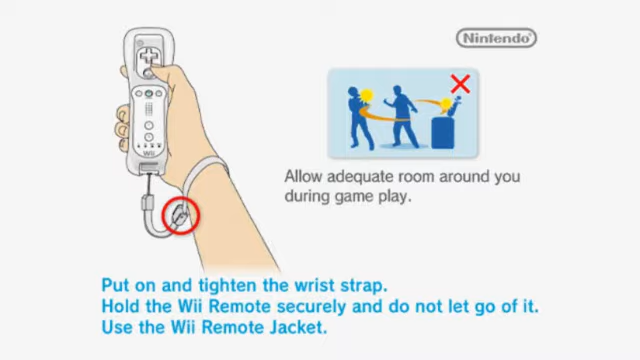 Nintendo
Wii
Allow adequate room around you
during game play.
Put on and tighten the wrist strap.
Hold the Wii Remote securely and do not let go of it.
Use the Wii Remote Jacket.